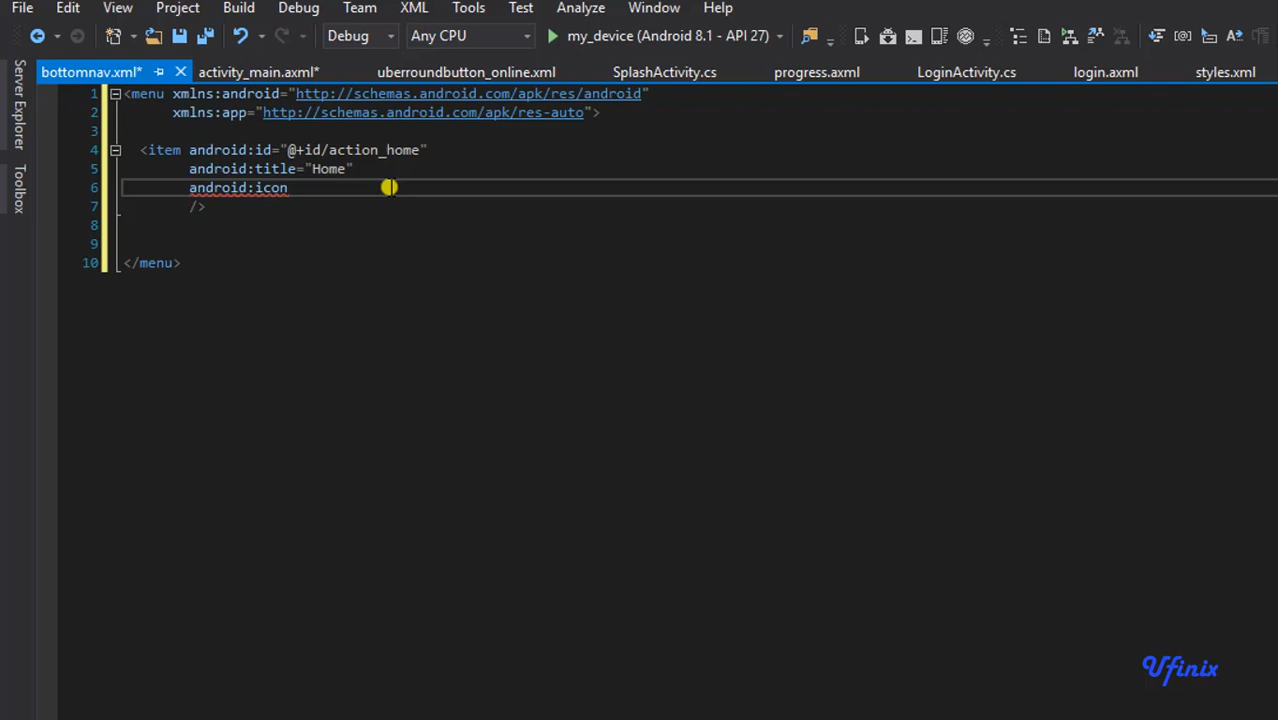 File Edit View Project Build Debug Team XML Tools Test Analyze Window Help
Debug Any CPU my_device (Android 8.1 - API 27)
Server Explorer
Toolbox
bottomnav.xml* activity_main.axml* uberroundbutton_online.xml SplashActivity.cs progress.axml LoginActivity.cs login.axml styles.xml
1 <menu xmlns:android="http://schemas.android.com/apk/res/android"
2 xmlns:app="http://schemas.android.com/apk/res-auto">
3
4 <item android:id="@+id/action_home"
5 android:title="Home"
6 android:icon
7 />
8
9
10 </menu>
Ufinix